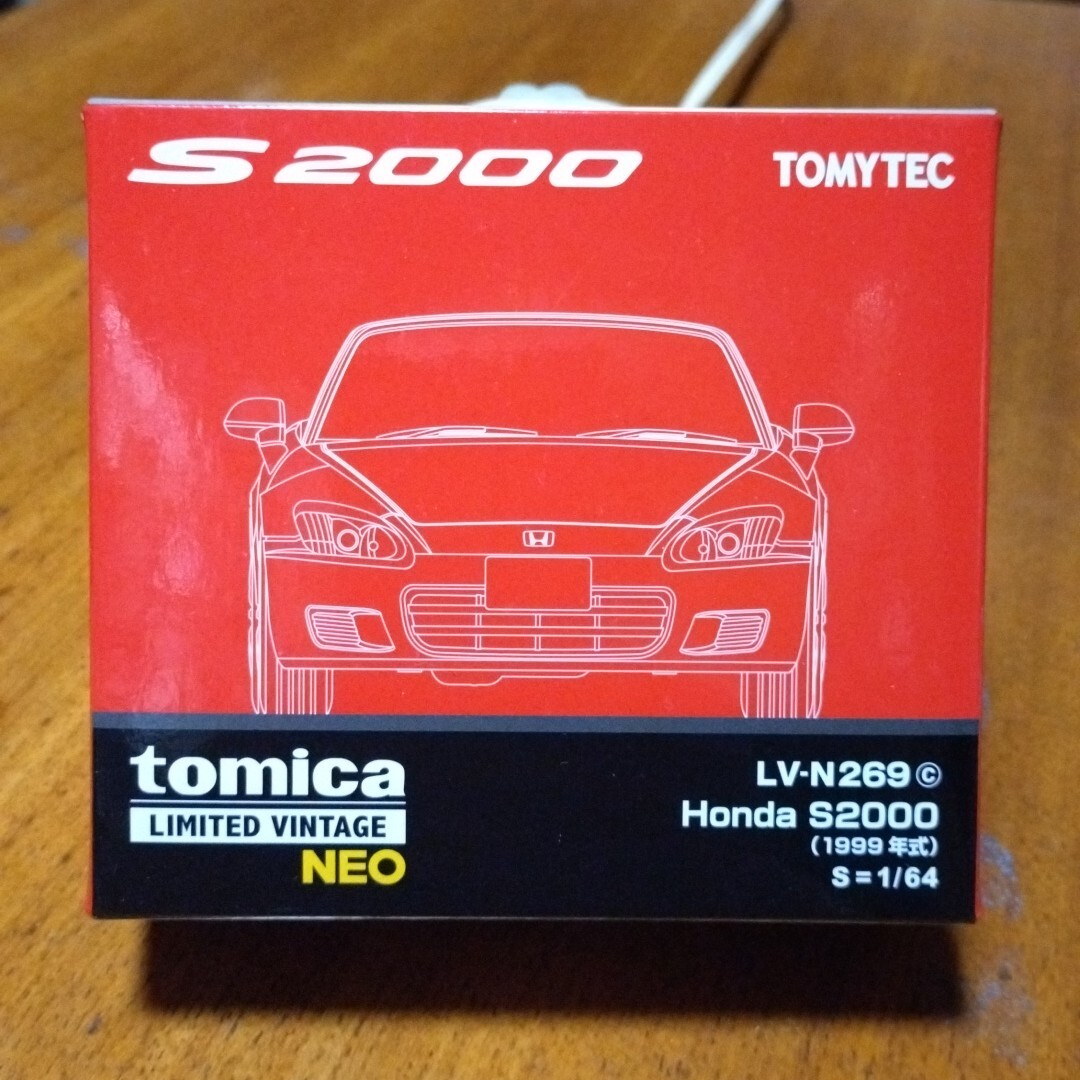 S2000
TOMYTEC
tomica
LIMITED VINTAGE
NEO
LV-N269 ⓒ
Honda S2000
(1999年式)
S=1/64